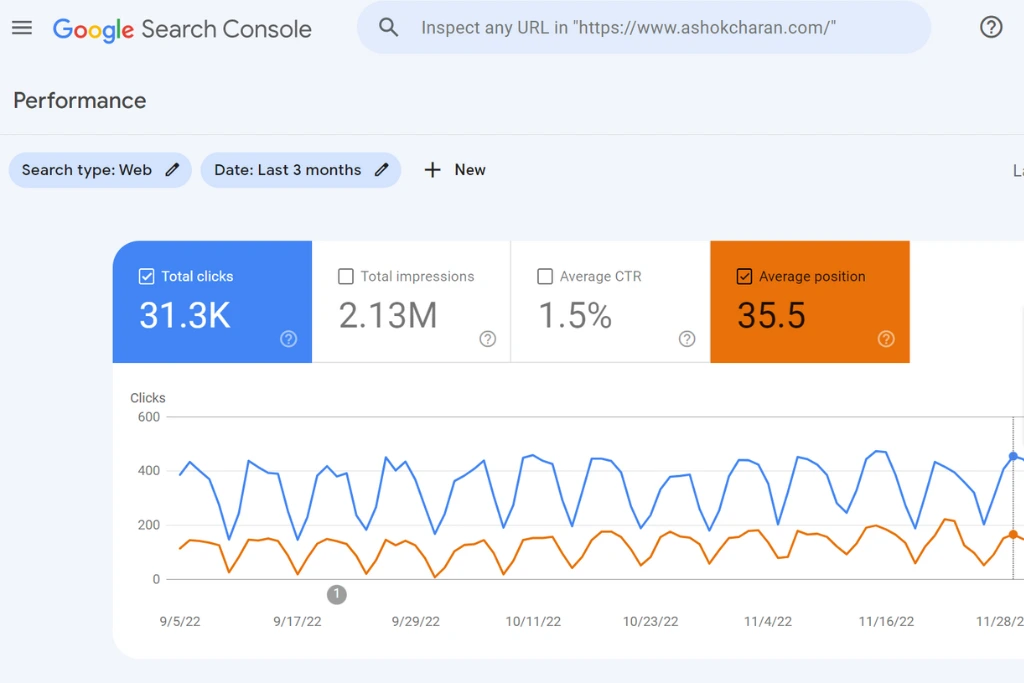 Google Search Console
Inspect any URL in "https://www.ashokcharan.com/"
Performance
Search type: Web
Date: Last 3 months
+ New
Total clicks
31.3K
Total impressions
2.13M
Average CTR
1.5%
Average position
35.5
Clicks
600
400
200
0
1
9/5/22
9/17/22
9/29/22
10/11/22
10/23/22
11/4/22
11/16/22
11/28/2